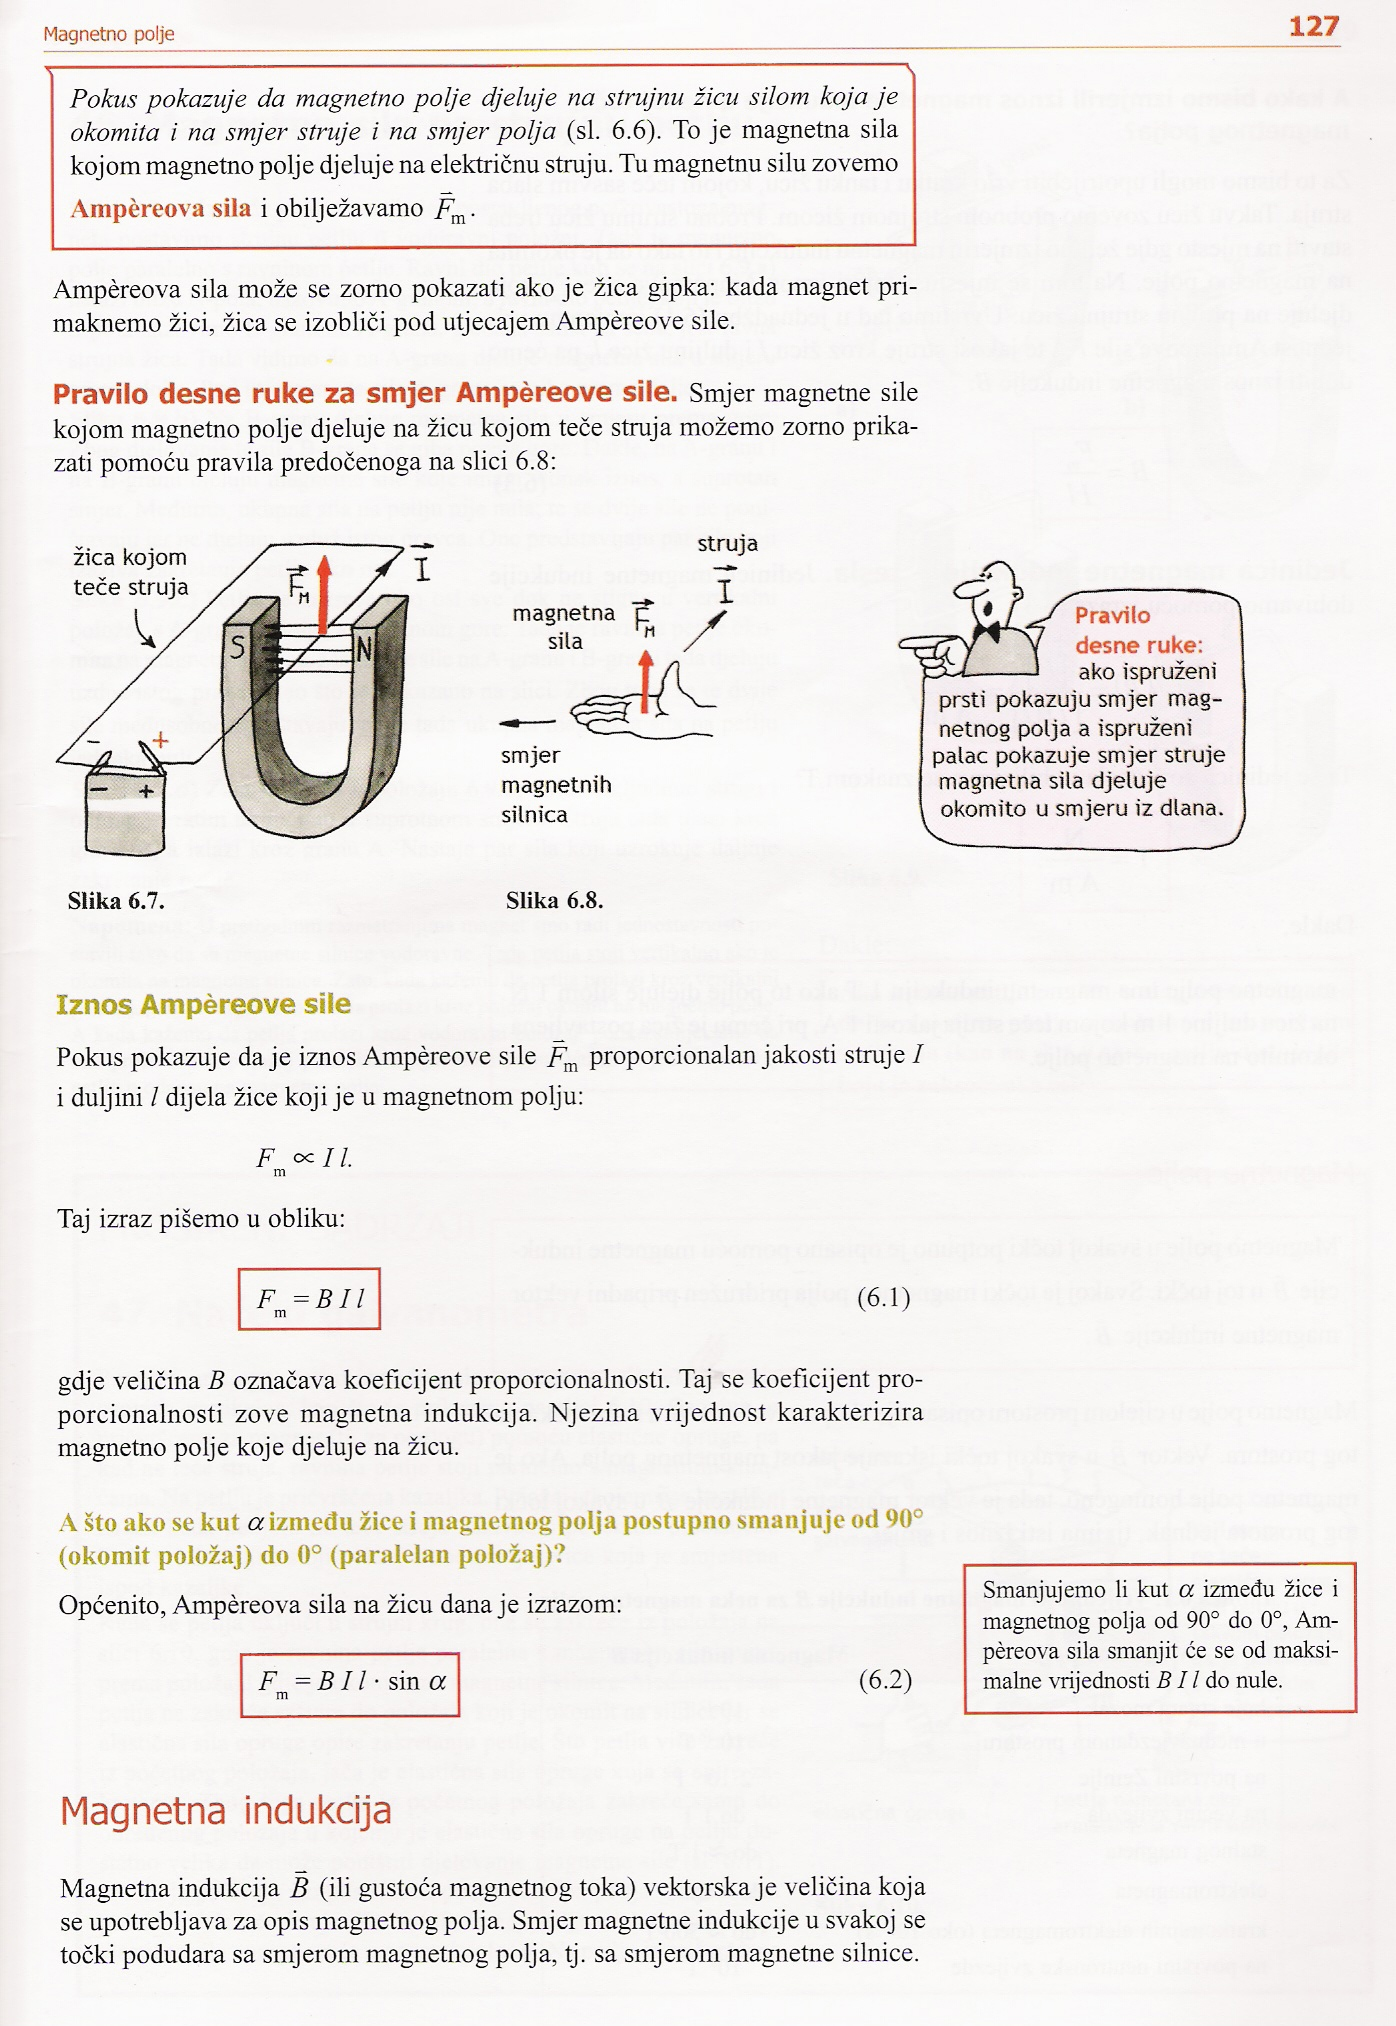 Magnetno polje
127
Pokus pokazuje da magnetno polje djeluje na strujnu žicu silom koja je
okomita i na smjer struje i na smjer polja (sl. 6.6). To je magnetna sila
kojom magnetno polje djeluje na električnu struju. Tu magnetnu silu zovemo
Ampèreova sila i obilježavamo F⃗m.
Ampèreova sila može se zorno pokazati ako je žica gipka: kada magnet pri-
maknemo žici, žica se izobliči pod utjecajem Ampèreove sile.
Pravilo desne ruke za smjer Ampèreove sile. Smjer magnetne sile
kojom magnetno polje djeluje na žicu kojom teče struja možemo zorno prika-
zati pomoću pravila predočenoga na slici 6.8:
žica kojom
teče struja
F⃗M
I⃗
S
N
- +
- +
Slika 6.7.
struja
I⃗
magnetna
sila
F⃗M
smjer
magnetnih
silnica
Slika 6.8.
Pravilo
desne ruke:
ako ispruženi
prsti pokazuju smjer mag-
netnog polja a ispruženi
palac pokazuje smjer struje
magnetna sila djeluje
okomito u smjeru iz dlana.
Iznos Ampèreove sile
Pokus pokazuje da je iznos Ampèreove sile F⃗m proporcionalan jakosti struje I
i duljini l dijela žice koji je u magnetnom polju:
Fm ∝ I l.
Taj izraz pišemo u obliku:
Fm = B I l (6.1)
gdje veličina B označava koeficijent proporcionalnosti. Taj se koeficijent pro-
porcionalnosti zove magnetna indukcija. Njezina vrijednost karakterizira
magnetno polje koje djeluje na žicu.
A što ako se kut α između žice i magnetnog polja postupno smanjuje od 90°
(okomit položaj) do 0° (paralelan položaj)?
Općenito, Ampèreova sila na žicu dana je izrazom:
Fm = B I l · sin α (6.2)
Smanjujemo li kut α između žice i
magnetnog polja od 90° do 0°, Am-
pèreova sila smanjit će se od maksi-
malne vrijednosti B I l do nule.
Magnetna indukcija
Magnetna indukcija B⃗ (ili gustoća magnetnog toka) vektorska je veličina koja
se upotrebljava za opis magnetnog polja. Smjer magnetne indukcije u svakoj se
točki podudara sa smjerom magnetnog polja, tj. sa smjerom magnetne silnice.